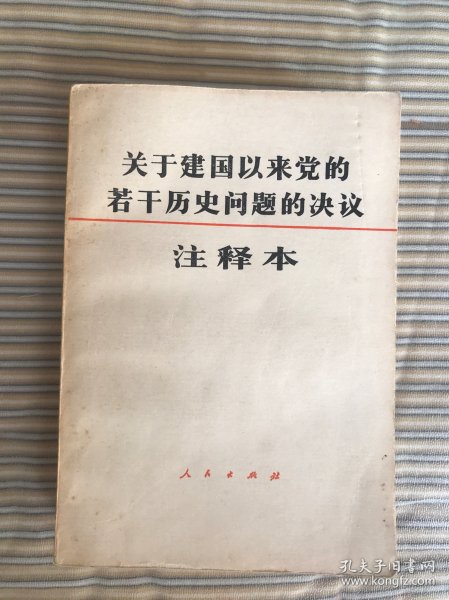 关于建国以来党的
若干历史问题的决议
注释本
人民出版社
孔夫子旧书网
www.kongfz.com